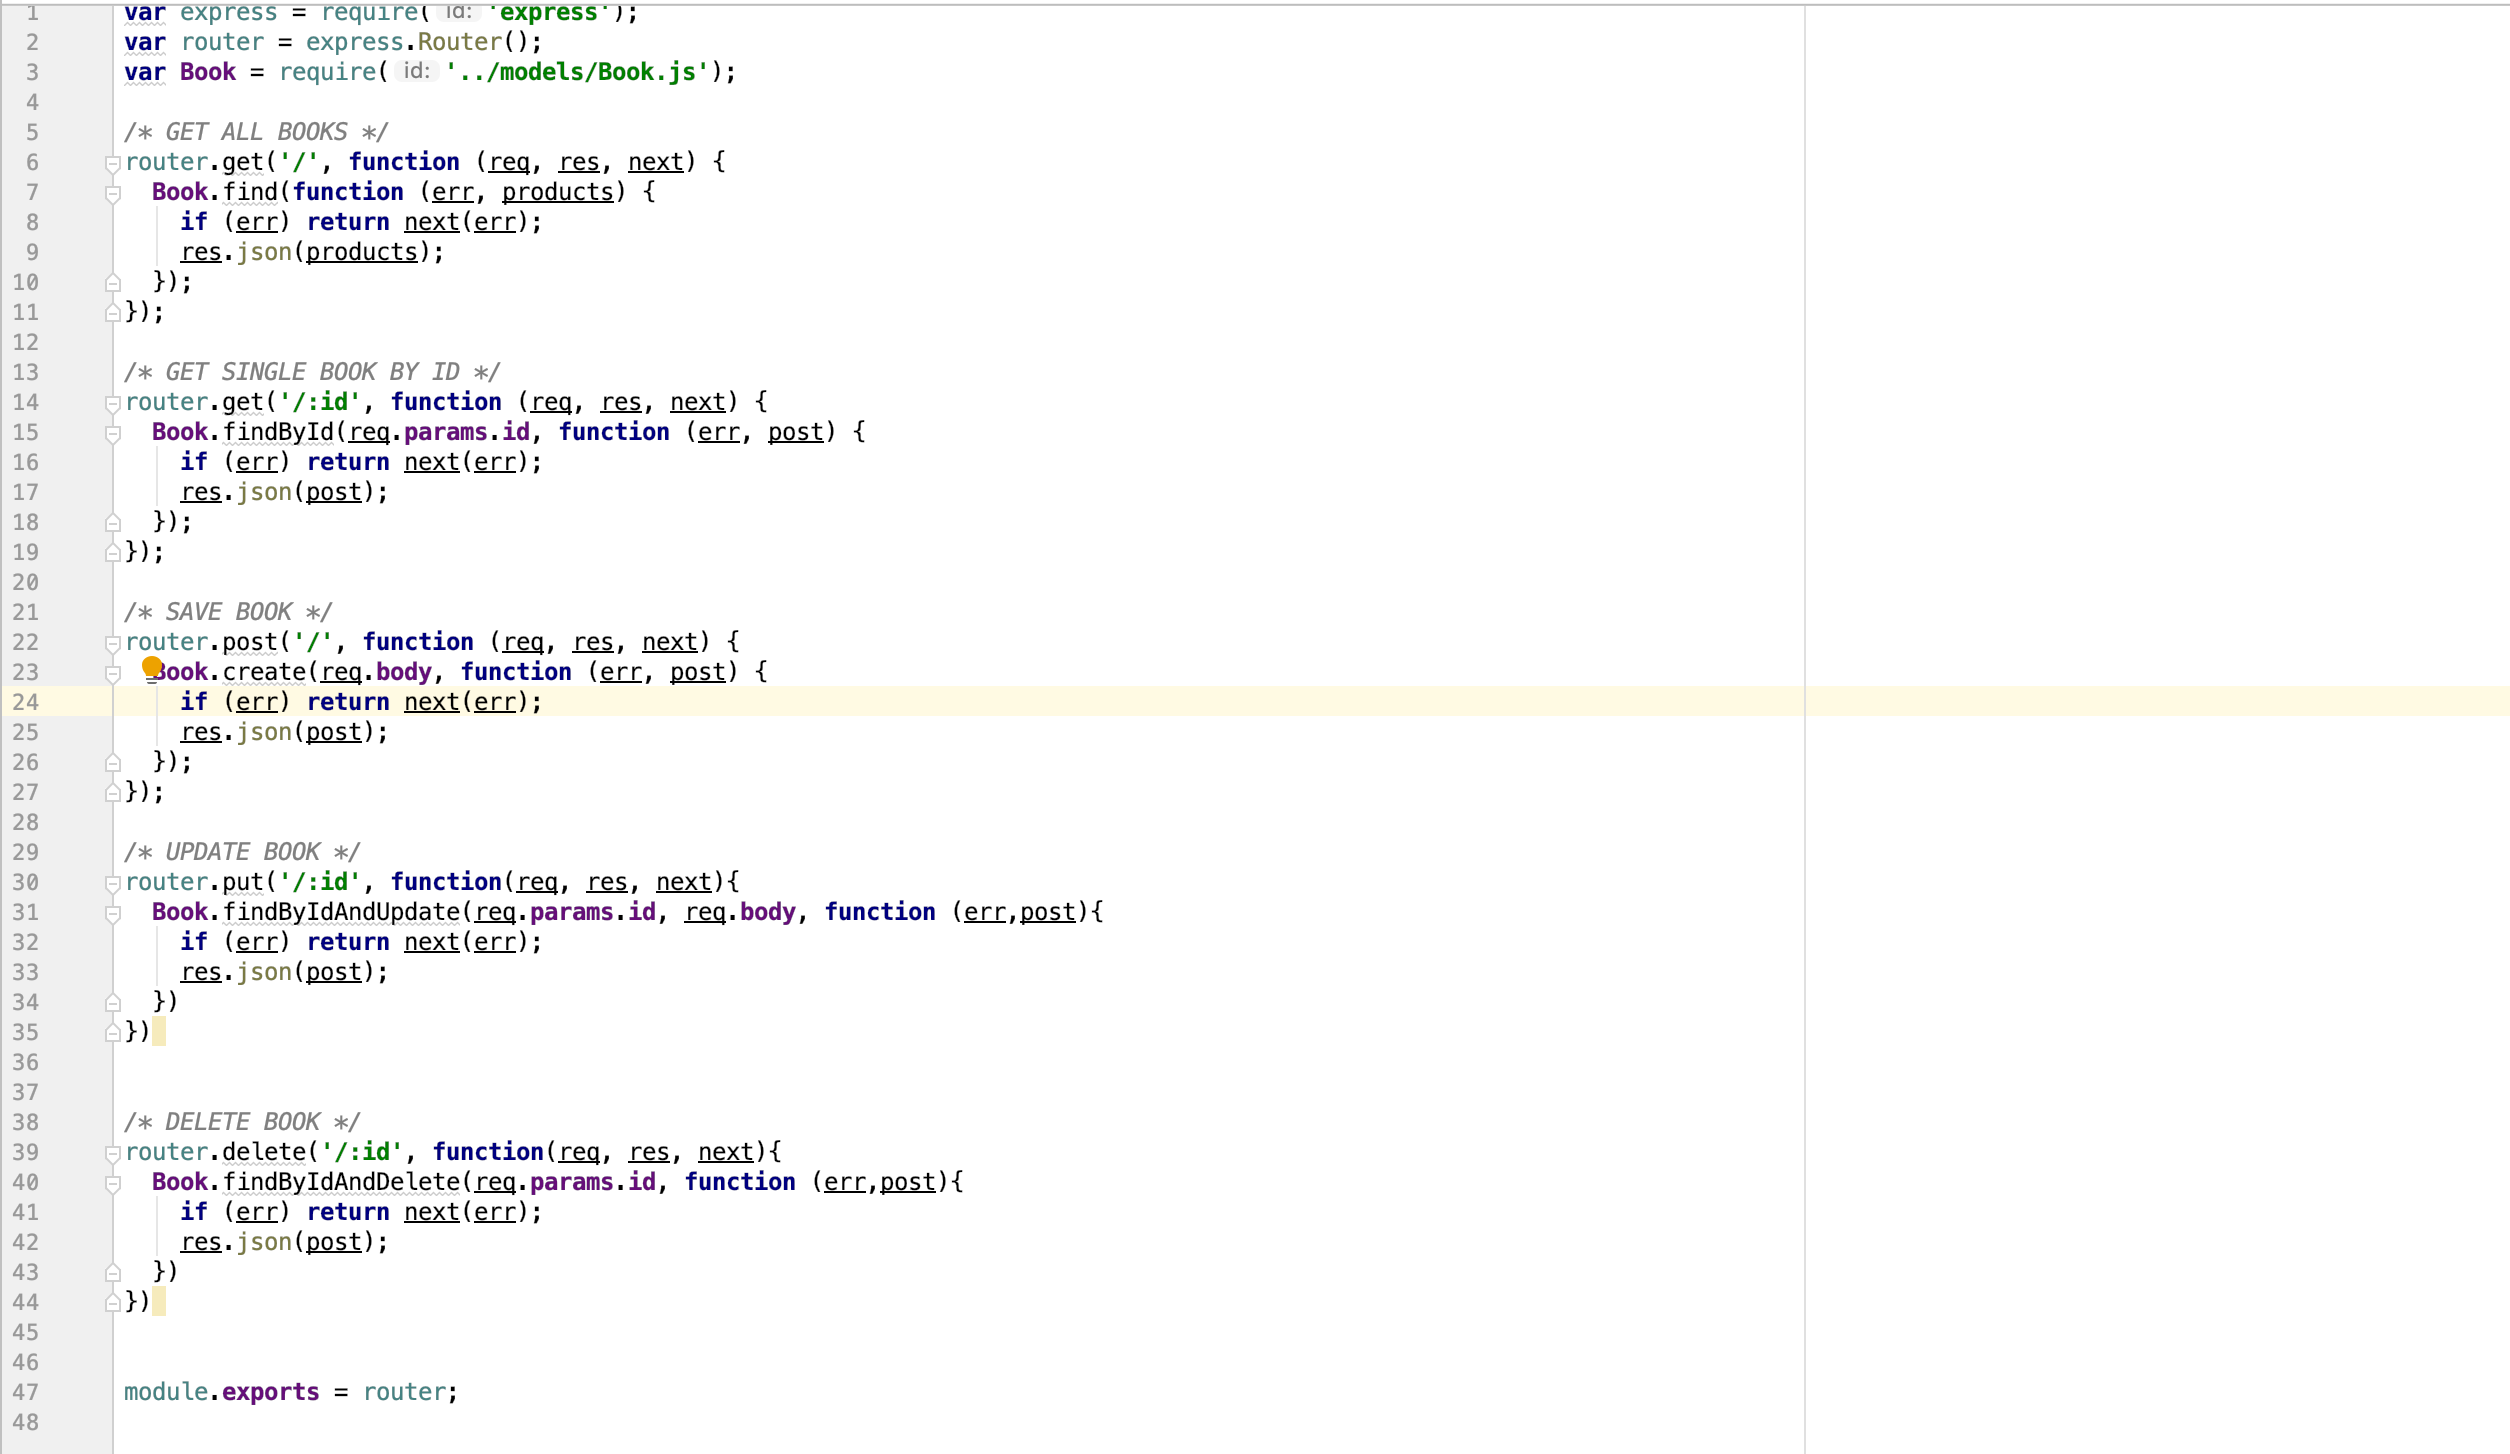 1 var express = require( id: 'express');
2 var router = express.Router();
3 var Book = require( id: '../models/Book.js');
4
5 /* GET ALL BOOKS */
6 router.get('/', function (req, res, next) {
7   Book.find(function (err, products) {
8     if (err) return next(err);
9     res.json(products);
10   });
11 });
12
13 /* GET SINGLE BOOK BY ID */
14 router.get('/:id', function (req, res, next) {
15   Book.findById(req.params.id, function (err, post) {
16     if (err) return next(err);
17     res.json(post);
18   });
19 });
20
21 /* SAVE BOOK */
22 router.post('/', function (req, res, next) {
23   Book.create(req.body, function (err, post) {
24     if (err) return next(err);
25     res.json(post);
26   });
27 });
28
29 /* UPDATE BOOK */
30 router.put('/:id', function(req, res, next){
31   Book.findByIdAndUpdate(req.params.id, req.body, function (err,post){
32     if (err) return next(err);
33     res.json(post);
34   })
35 })
36
37
38 /* DELETE BOOK */
39 router.delete('/:id', function(req, res, next){
40   Book.findByIdAndDelete(req.params.id, function (err,post){
41     if (err) return next(err);
42     res.json(post);
43   })
44 })
45
46
47 module.exports = router;
48